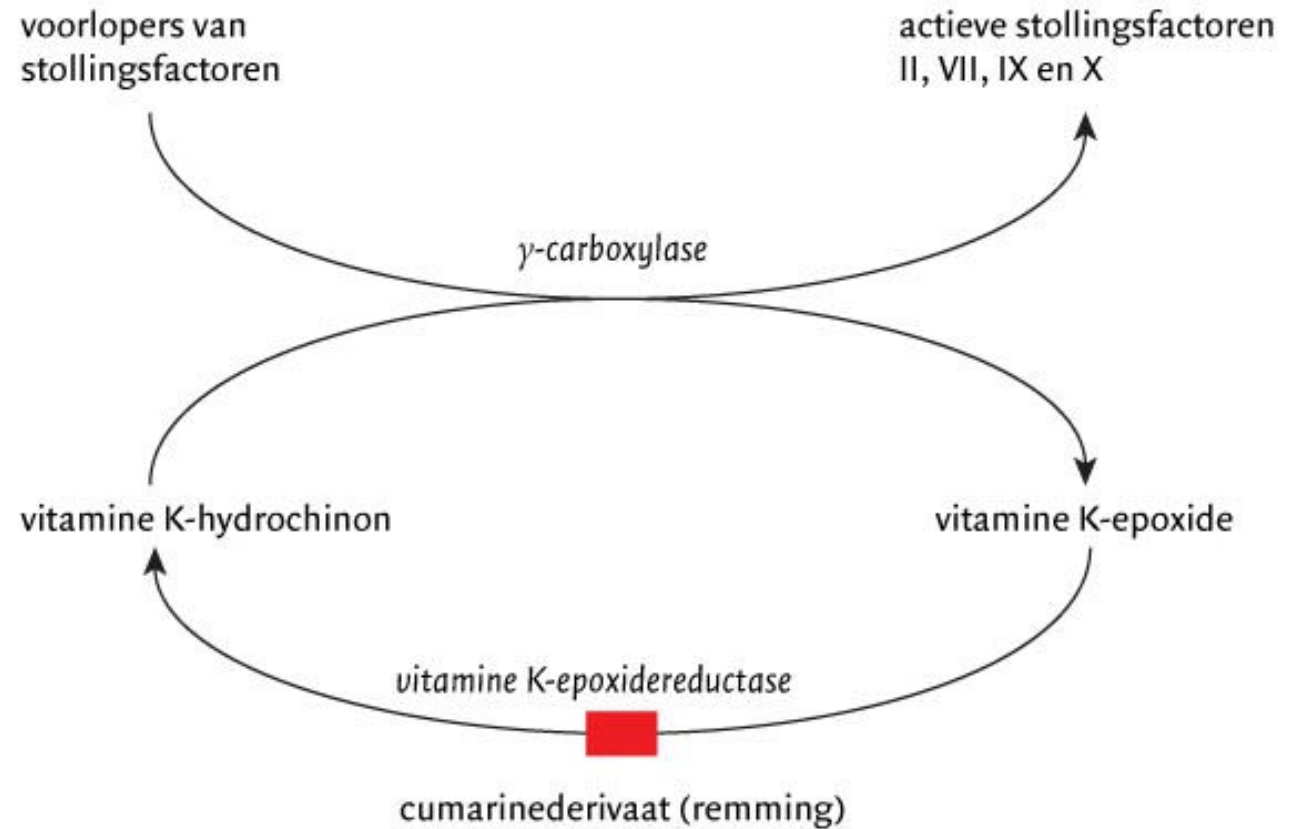 voorlopers van
stollingsfactoren
actieve stollingsfactoren
II, VII, IX en X
γ-carboxylase
vitamine K-hydrochinon
vitamine K-epoxide
vitamine K-epoxidereductase
cumarinederivaat (remming)